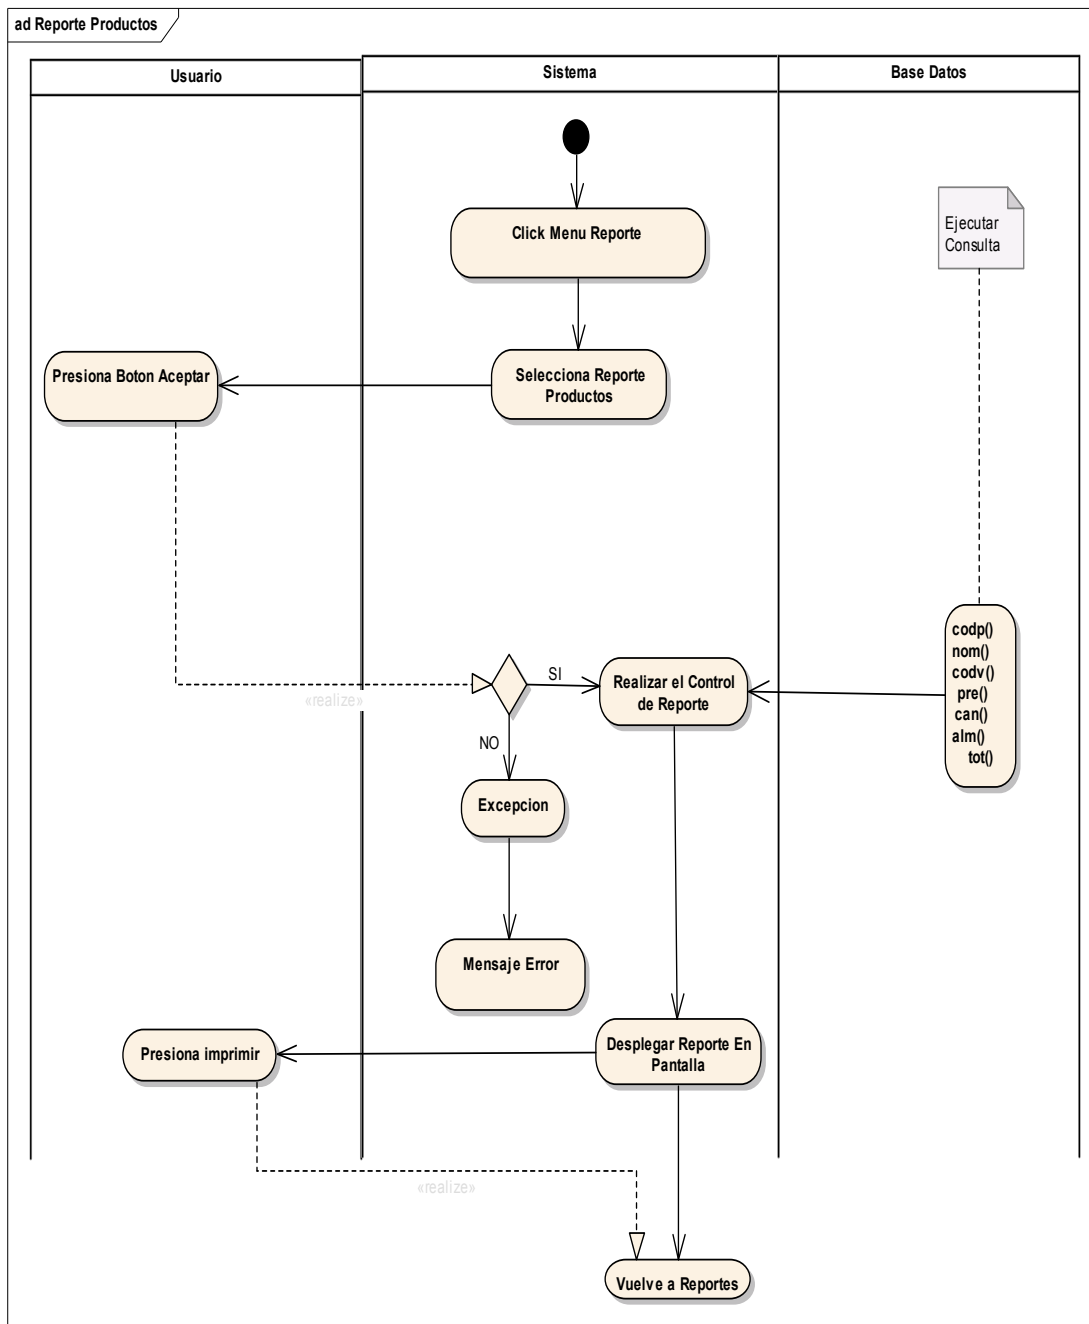 ad Reporte Productos
Usuario
Sistema
Base Datos
Click Menu Reporte
Ejecutar
Consulta
Presiona Boton Aceptar
Selecciona Reporte
Productos
codp()
nom()
codv()
pre()
can()
alm()
tot()
SI
Realizar el Control
de Reporte
«realize»
NO
Excepcion
Mensaje Error
Presiona imprimir
Desplegar Reporte En
Pantalla
«realize»
Vuelve a Reportes